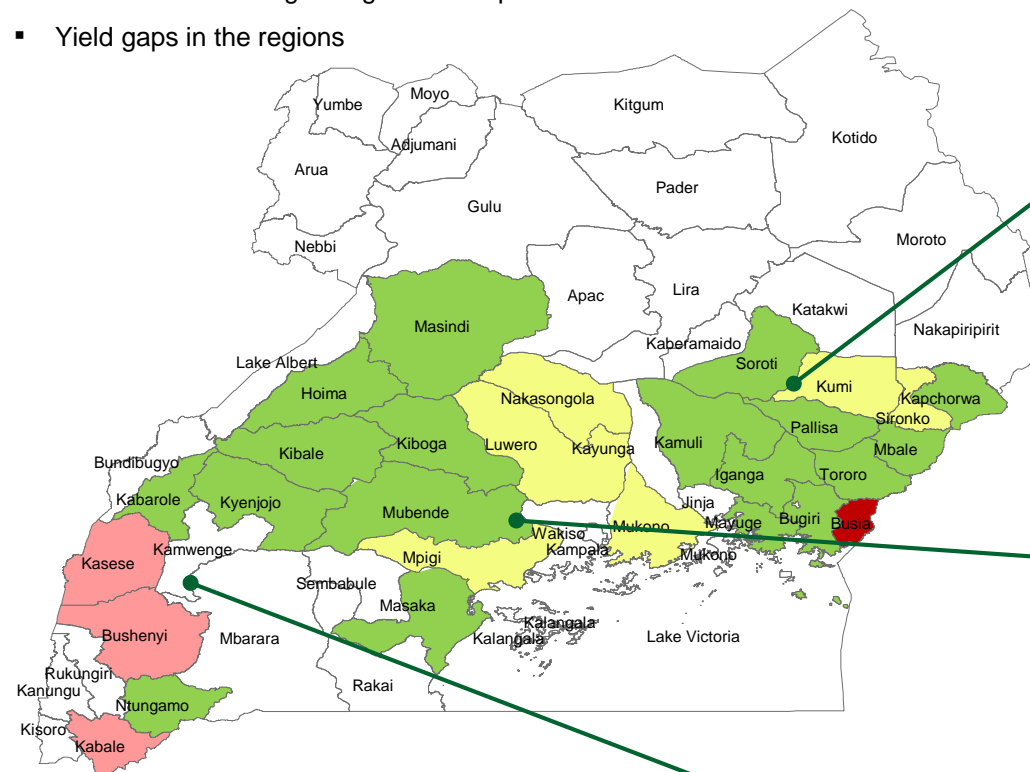 ▪ Yield gaps in the regions
Moyo
Yumbe
Kitgum
Kotido
Adjumani
Arua
Pader
Gulu
Moroto
Nebbi
Lira
Apac
Katakwi
Masindi
Nakapiripirit
Kaberamaido
Lake Albert
Soroti
Kumi
Hoima
Nakasongola
Kapchorwa
Sironko
Pallisa
Kiboga
Luwero
Kayunga
Kamuli
Kibale
Mbale
Bundibugyo
Iganga
Tororo
Kabarole
Kyenjojo
Jinja
Mubende
Mayuge
Bugiri
Busia
Mukono
Wakiso
Kamwenge
Kampala
Mukono
Mpigi
Kasese
Sembabule
Masaka
Kalangala
Bushenyi
Mbarara
Kalangala
Lake Victoria
Rukungiri
Rakai
Kanungu
Ntungamo
Kisoro
Kabale